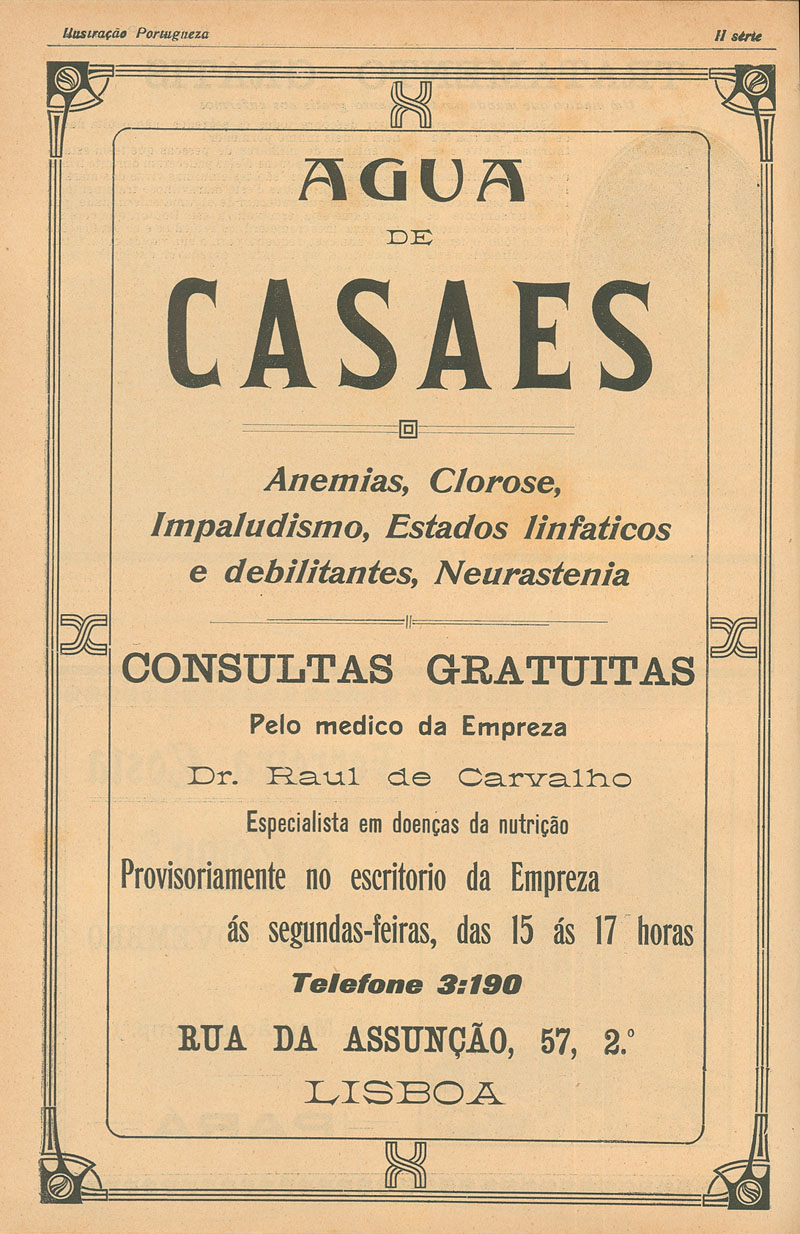 Ilustração Portugueza
II série
AGUA
DE
CASAES
Anemias, Clorose,
Impaludismo, Estados linfaticos
e debilitantes, Neurastenia
CONSULTAS GRATUITAS
Pelo medico da Empreza
Dr. Raul de Carvalho
Especialista em doenças da nutrição
Provisoriamente no escritorio da Empreza
ás segundas-feiras, das 15 ás 17 horas
Telefone 3:190
RUA DA ASSUNÇÃO, 57, 2.º
LISBOA